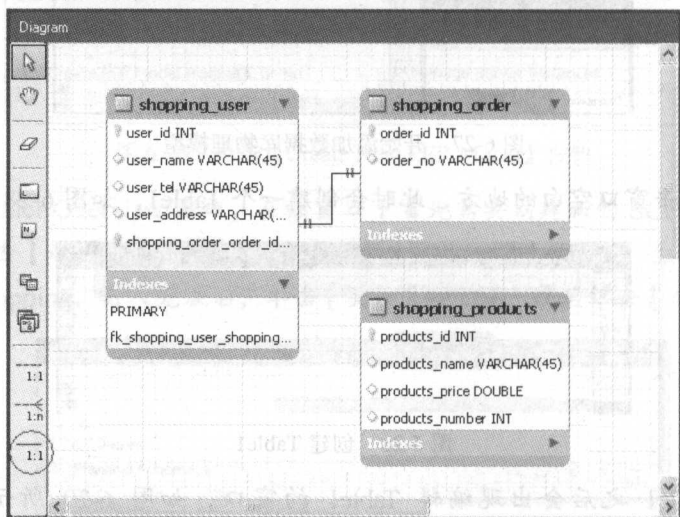 Diagram
shopping_user
user_id INT
user_name VARCHAR(45)
user_tel VARCHAR(45)
user_address VARCHAR(...
shopping_order_order_id...
Indexes
PRIMARY
fk_shopping_user_shopping...
shopping_order
order_id INT
order_no VARCHAR(45)
Indexes
shopping_products
products_id INT
products_name VARCHAR(45)
products_price DOUBLE
products_number INT
Indexes
1:1
1:n
1:1